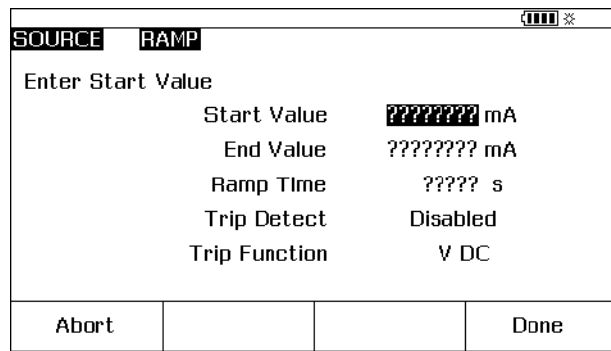 SOURCE RAMP
Enter Start Value
Start Value ???????? mA
End Value ???????? mA
Ramp TIme ????? s
Trip Detect Disabled
Trip Function V DC
Abort Done